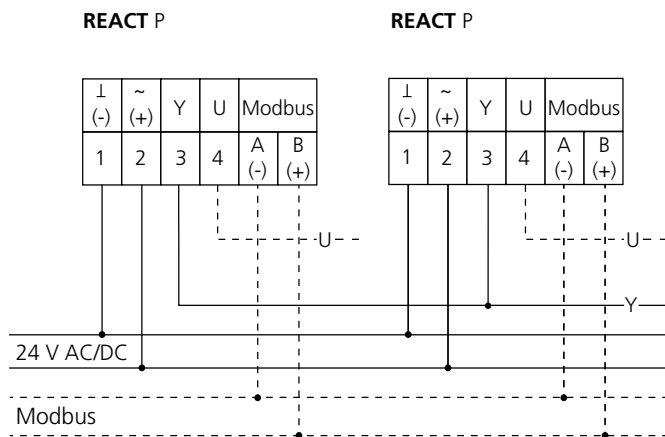 REACT P REACT P
⊥ ~ Y U Modbus ⊥ ~ Y U Modbus
(-) (+) (-) (+)
1 2 3 4 A B 1 2 3 4 A B
(-) (+) (-) (+)
U U
Y
24 V AC/DC
Modbus